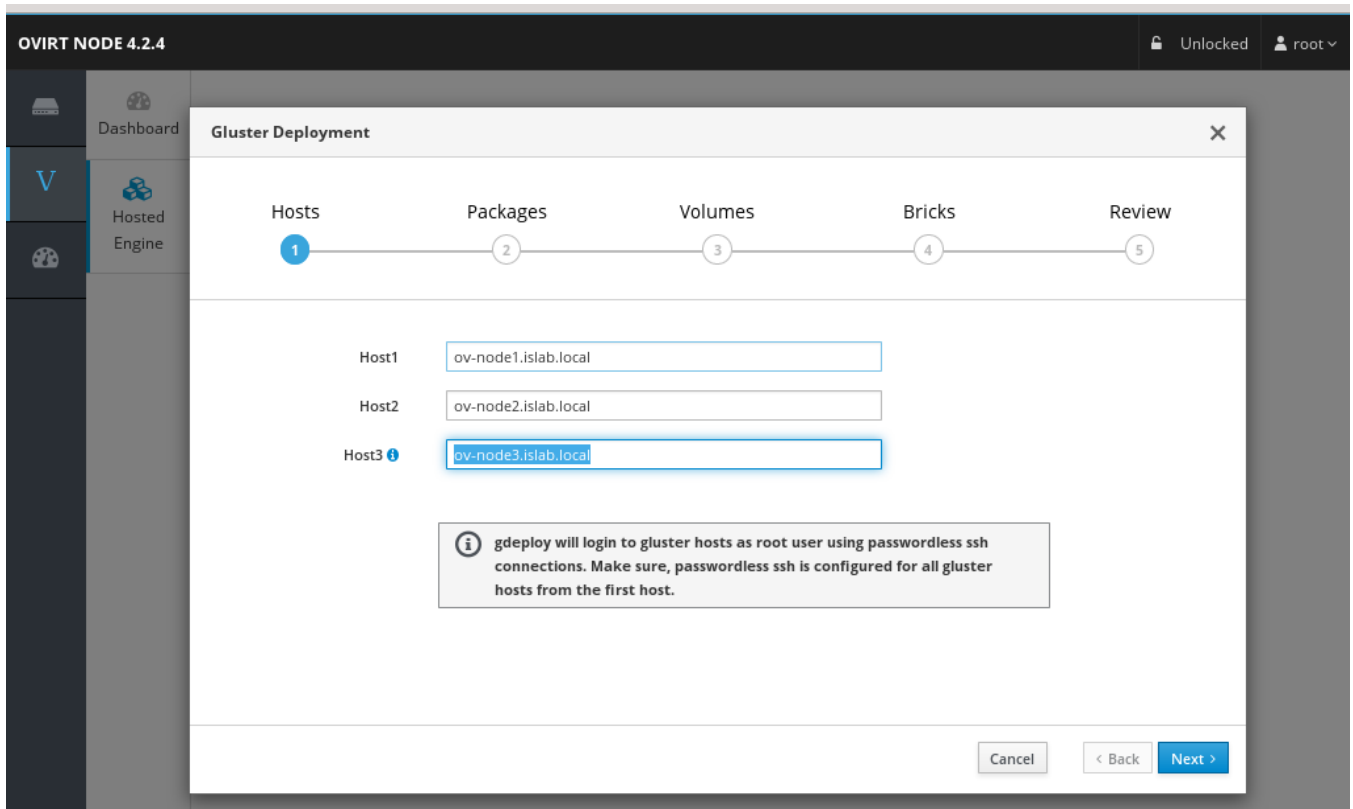 OVIRT NODE 4.2.4
Unlocked
root
Dashboard
V
Hosted
Engine
Gluster Deployment
Hosts
Packages
Volumes
Bricks
Review
1
2
3
4
5
Host1
ov-node1.islab.local
Host2
ov-node2.islab.local
Host3
ov-node3.islab.local
gdeploy will login to gluster hosts as root user using passwordless ssh
connections. Make sure, passwordless ssh is configured for all gluster
hosts from the first host.
Cancel
< Back
Next >